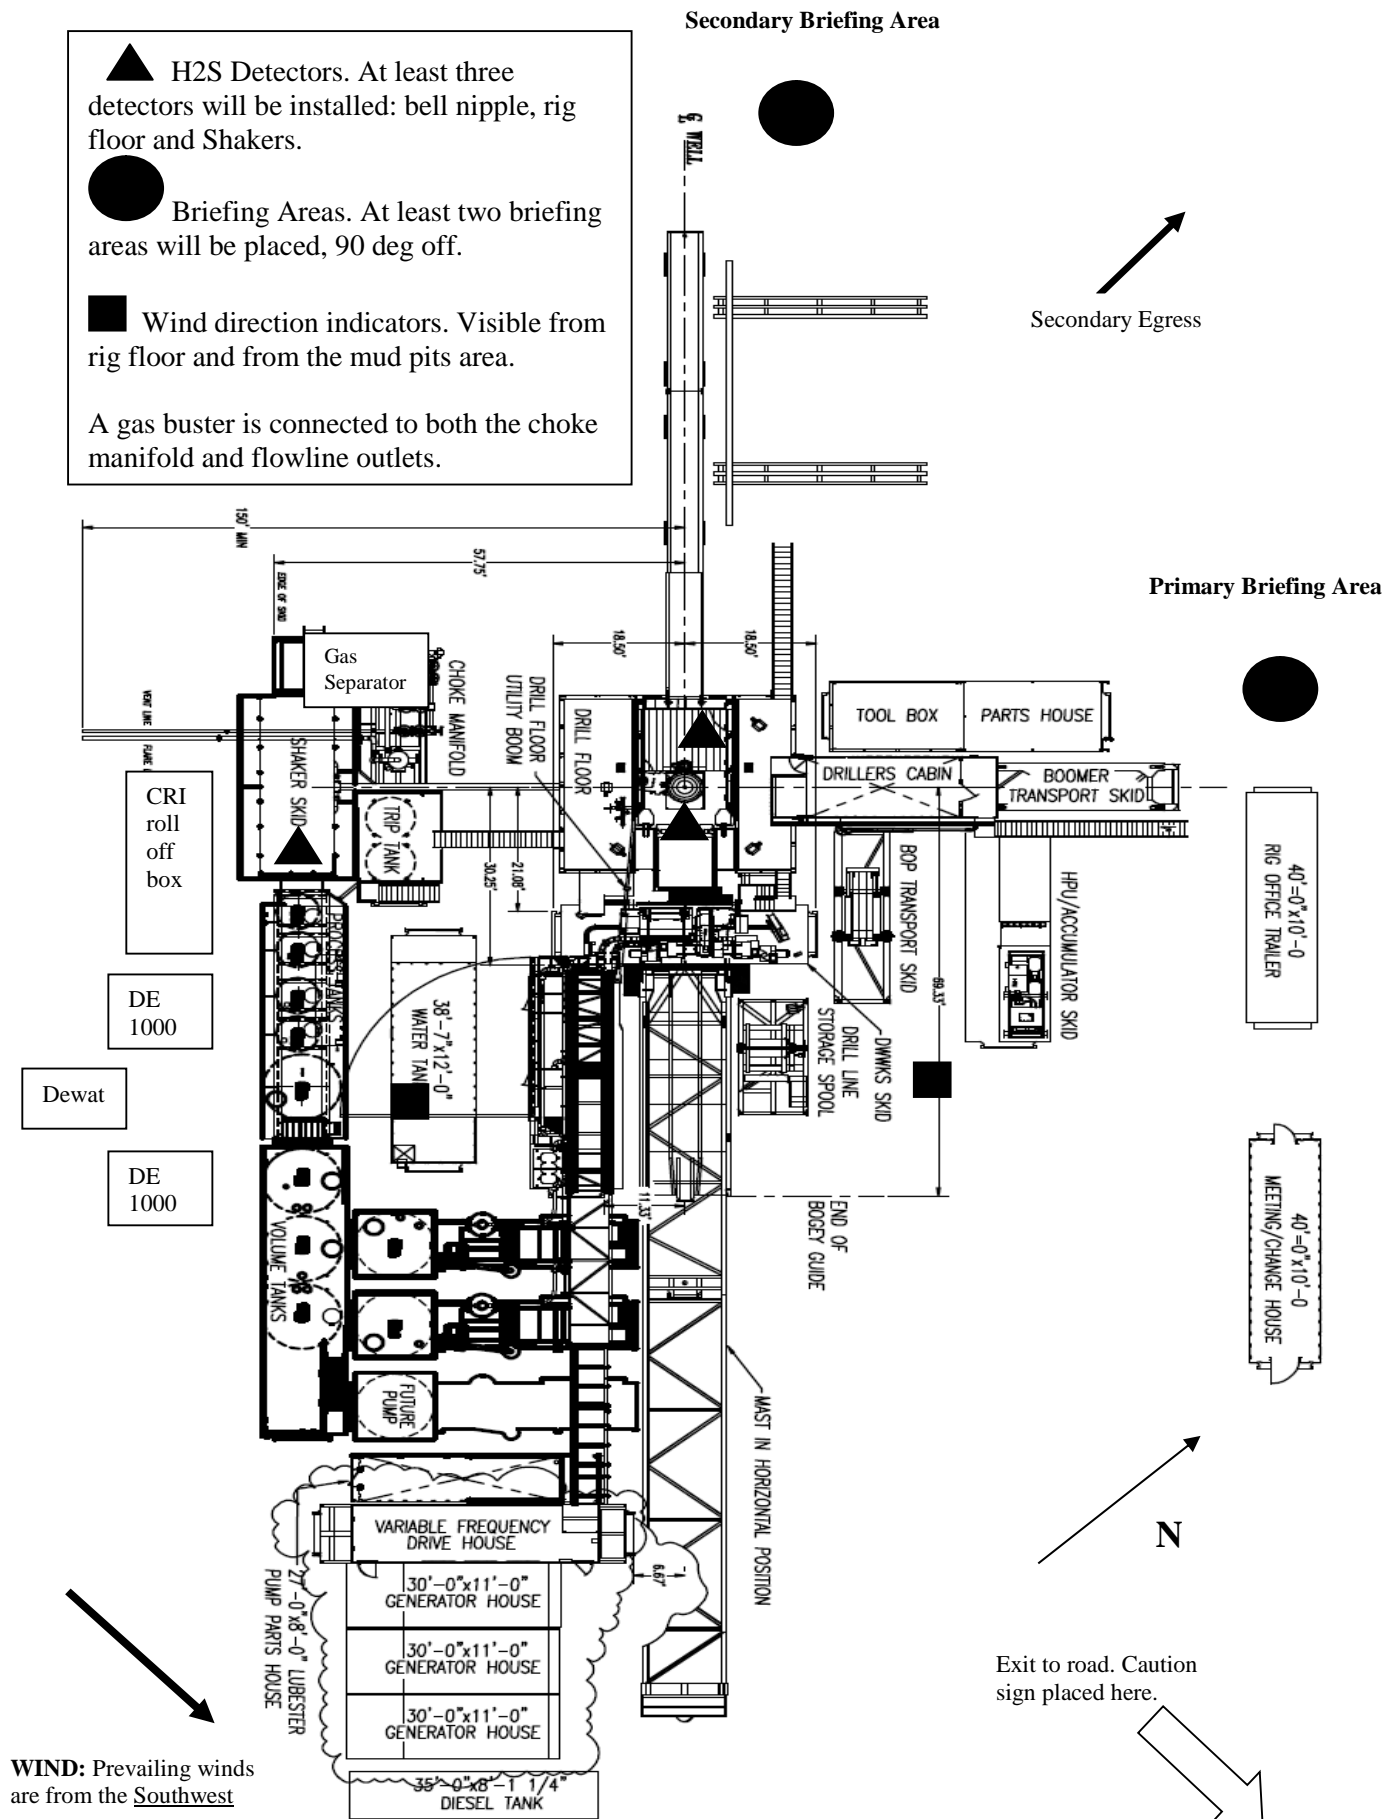 Secondary Briefing Area
H2S Detectors. At least three
detectors will be installed: bell nipple, rig
floor and Shakers.
Briefing Areas. At least two briefing
areas will be placed, 90 deg off.
Wind direction indicators. Visible from
rig floor and from the mud pits area.
A gas buster is connected to both the choke
manifold and flowline outlets.
WELL
Secondary Egress
150' MIN
57.75'
EDGE OF SKID
Primary Briefing Area
18.50'
18.50'
Gas
Separator
CHOKE MANIFOLD
DRILL FLOOR
UTILITY BOOM
DRILL FLOOR
TOOL BOX
PARTS HOUSE
VENT LINE
SHAKER SKID
DRILLERS CABIN
BOOMER
TRANSPORT SKID
CRI
roll
off
box
TRIP TANK
30.25'
21.08'
BOP TRANSPORT SKID
HPU/ACCUMULATOR SKID
40'=0"x10'-0
RIG OFFICE TRAILER
DE
1000
38'-7"x12'-0"
WATER TANK
69.33'
DWWKS SKID
DRILL LINE
STORAGE SPOOL
Dewat
DE
1000
VOLUME TANKS
11.33'
END OF
BOGEY GUIDE
40'=0"x10'-0
MEETING/CHANGE HOUSE
FUTURE
PUMP
MAST IN HORIZONTAL POSITION
VARIABLE FREQUENCY
DRIVE HOUSE
6.67'
N
27'-0"x8'-0" LUBESTER
PUMP PARTS HOUSE
30'-0"x11'-0"
GENERATOR HOUSE
30'-0"x11'-0"
GENERATOR HOUSE
30'-0"x11'-0"
GENERATOR HOUSE
Exit to road. Caution
sign placed here.
WIND: Prevailing winds
are from the Southwest
35'-0"x8'-1 1/4"
DIESEL TANK